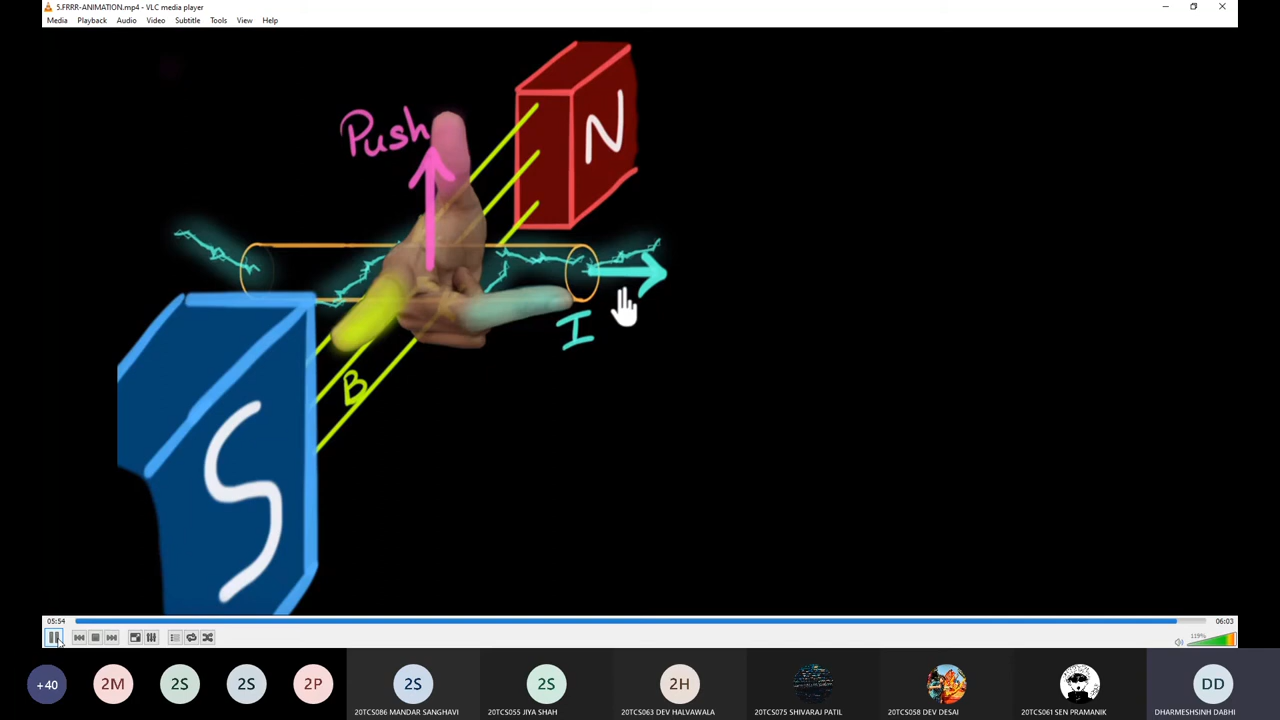 5.FRRR-ANIMATION.mp4 - VLC media player
Media Playback Audio Video Subtitle Tools View Help
Push
N
I
B
S
05:54
06:03
119%
+40
2M
2S
2S
2P
2S
2S
2H
DD
20TCS086 MANDAR SANGHAVI
20TCS055 JIYA SHAH
20TCS063 DEV HALVAWALA
20TCS075 SHIVARAJ PATIL
20TCS058 DEV DESAI
20TCS061 SEN PRAMANIK
DHARMESHSINH DABHI